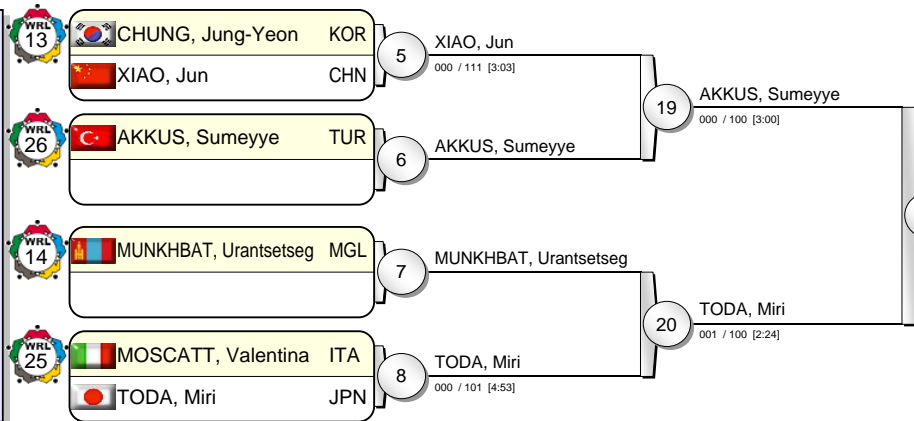 WRL
13
CHUNG, Jung-Yeon KOR
XIAO, Jun CHN
5
XIAO, Jun
000 / 111 [3:03]
WRL
26
AKKUS, Sumeyye TUR
6
AKKUS, Sumeyye
19
AKKUS, Sumeyye
000 / 100 [3:00]
WRL
14
MUNKHBAT, Urantsetseg MGL
7
MUNKHBAT, Urantsetseg
WRL
25
MOSCATT, Valentina ITA
TODA, Miri JPN
8
TODA, Miri
000 / 101 [4:53]
20
TODA, Miri
001 / 100 [2:24]